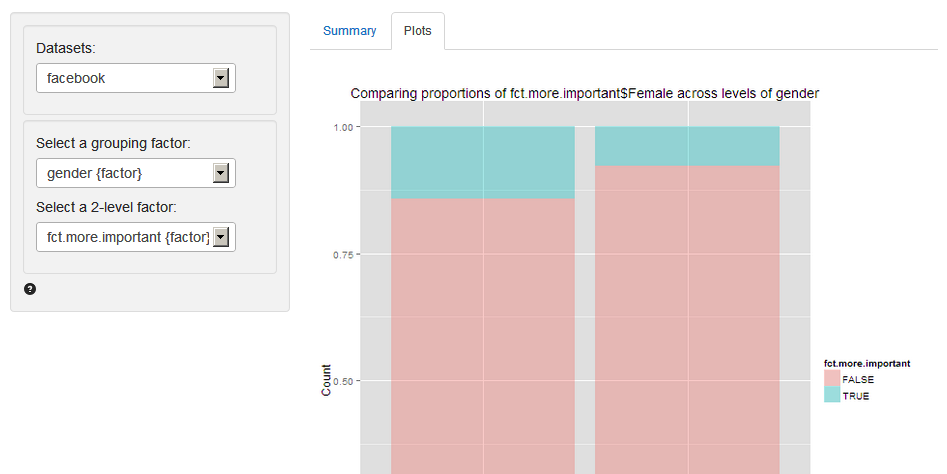 Datasets:
facebook
Select a grouping factor:
gender {factor}
Select a 2-level factor:
fct.more.important {factor}
?
Summary
Plots
Comparing proportions of fct.more.important$Female across levels of gender
1.00
0.75
0.50
Count
fct.more.important
FALSE
TRUE